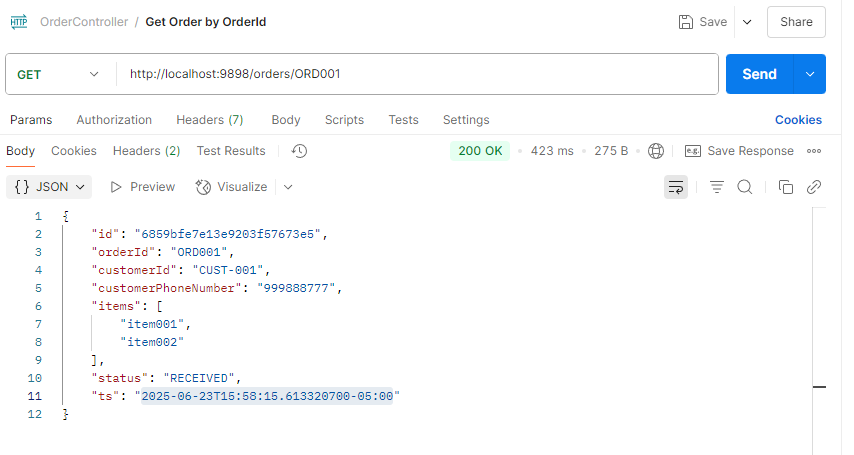 HTTP OrderController / Get Order by OrderId Save Share
GET http://localhost:9898/orders/ORD001 Send
Params Authorization Headers (7) Body Scripts Tests Settings Cookies
Body Cookies Headers (2) Test Results 200 OK • 423 ms • 275 B e.g. Save Response
{} JSON Preview Visualize
1 {
2 "id": "6859bfe7e13e9203f57673e5",
3 "orderId": "ORD001",
4 "customerId": "CUST-001",
5 "customerPhoneNumber": "999888777",
6 "items": [
7 "item001",
8 "item002"
9 ],
10 "status": "RECEIVED",
11 "ts": "2025-06-23T15:58:15.613320700-05:00"
12 }